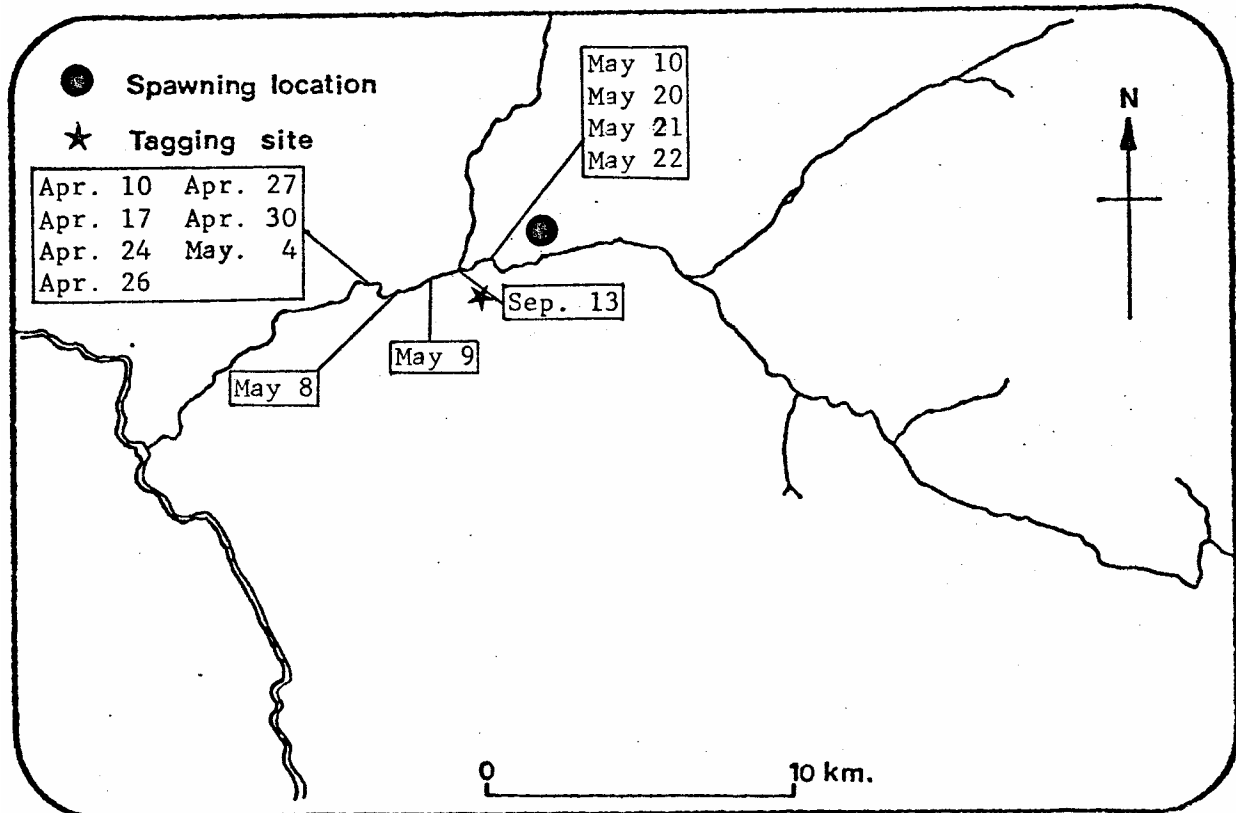 Spawning location
Tagging site
Apr. 10 Apr. 27
Apr. 17 Apr. 30
Apr. 24 May. 4
Apr. 26
May 10
May 20
May 21
May 22
N
Sep. 13
May 9
May 8
0 10 km.